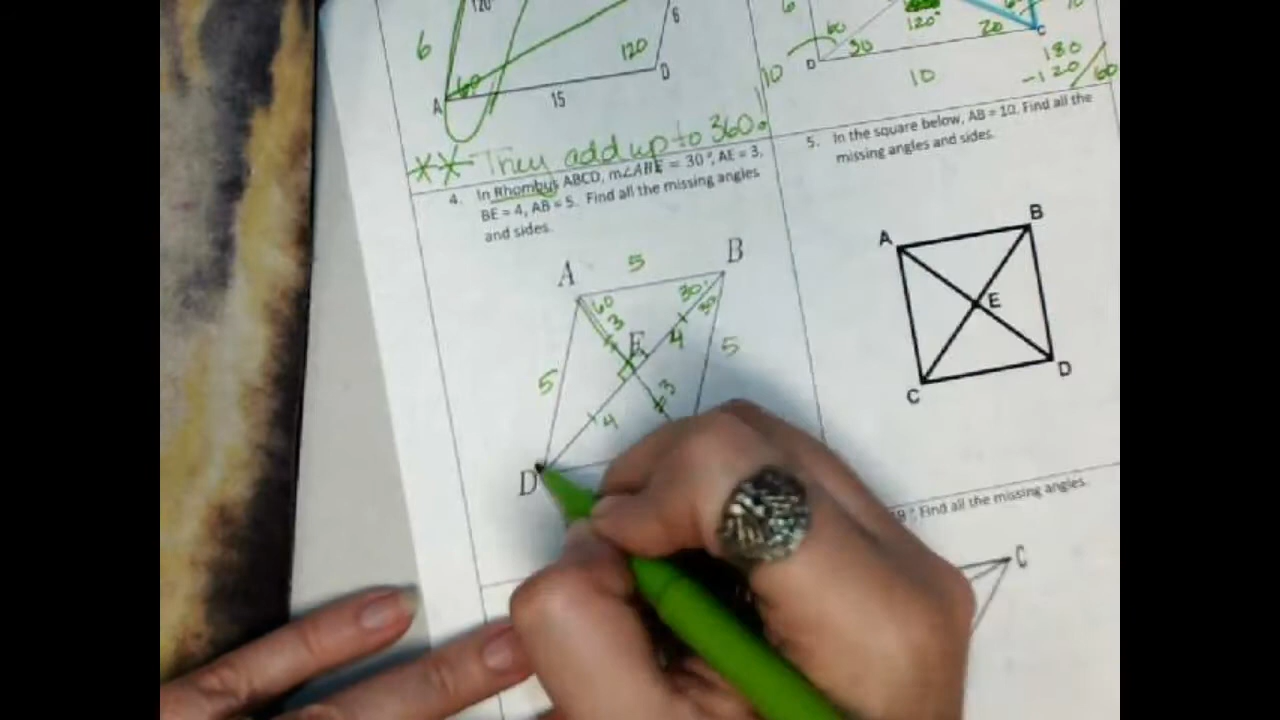 120°
6
60
120
6
A
15
D
6
60
30
120°
20
C
D
10
10
10
180
-120
60
** They add up to 360°
4. In Rhombus ABCD, m∠ABE = 30°, AE = 3,
BE = 4, AB = 5. Find all the missing angles
and sides.
A
5
B
60
30°
30
3
E
4
5
5
3
4
D
5. In the square below, AB = 10. Find all the
missing angles and sides.
A
B
E
C
D
Find all the missing angles.
C